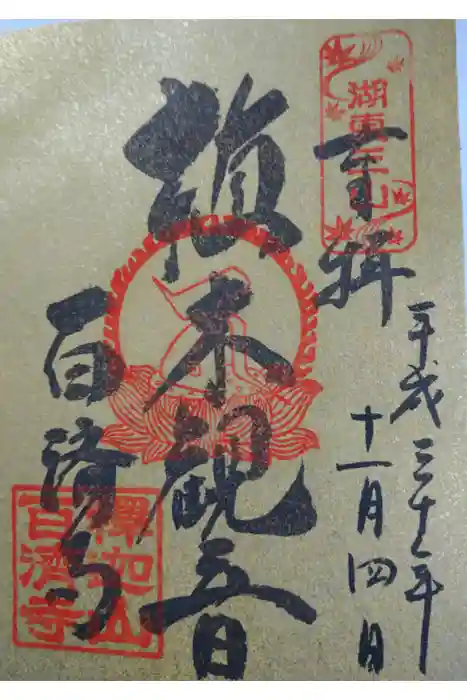 奉拝
湖東三山
平成三十年
十一月四日
植木観音
百済寺
釈迦山
百済寺